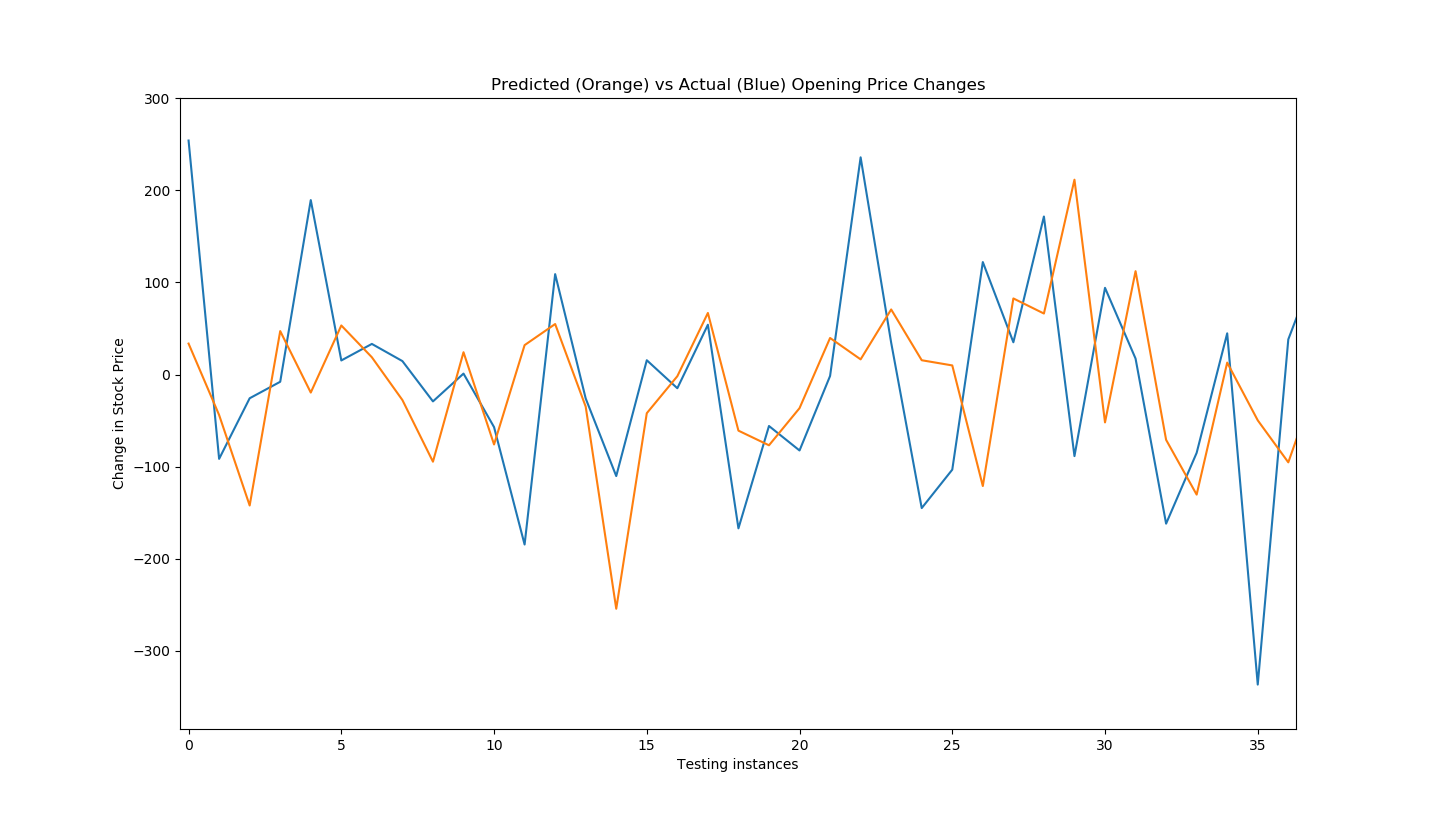 Predicted (Orange) vs Actual (Blue) Opening Price Changes
300
200
100
0
−100
−200
−300
Change in Stock Price
0 5 10 15 20 25 30 35
Testing instances